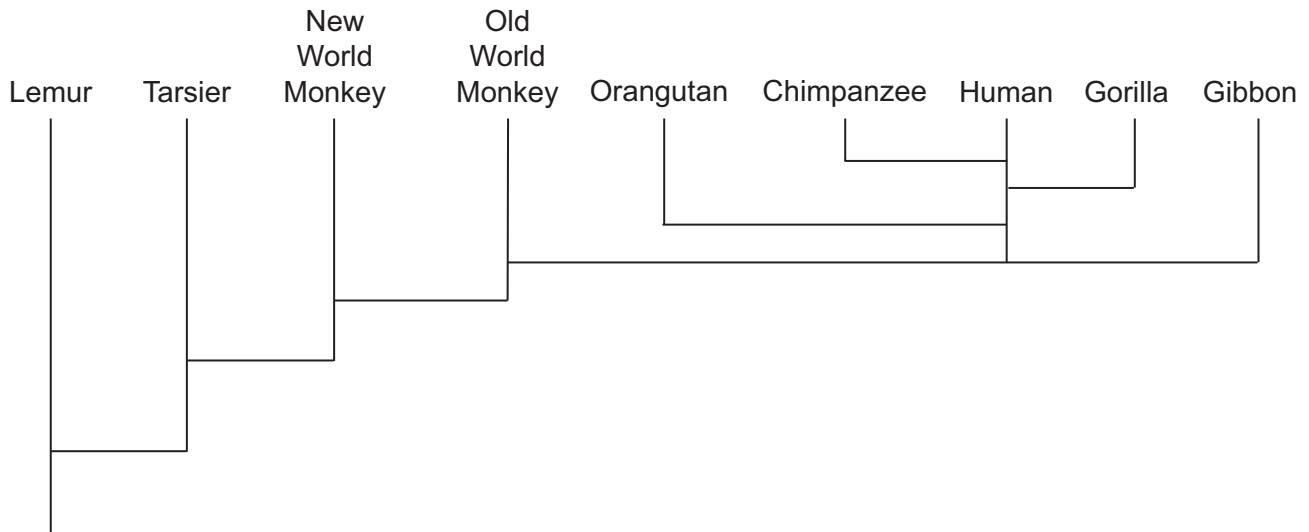 New
World
Monkey
Old
World
Monkey
Lemur
Tarsier
Orangutan
Chimpanzee
Human
Gorilla
Gibbon